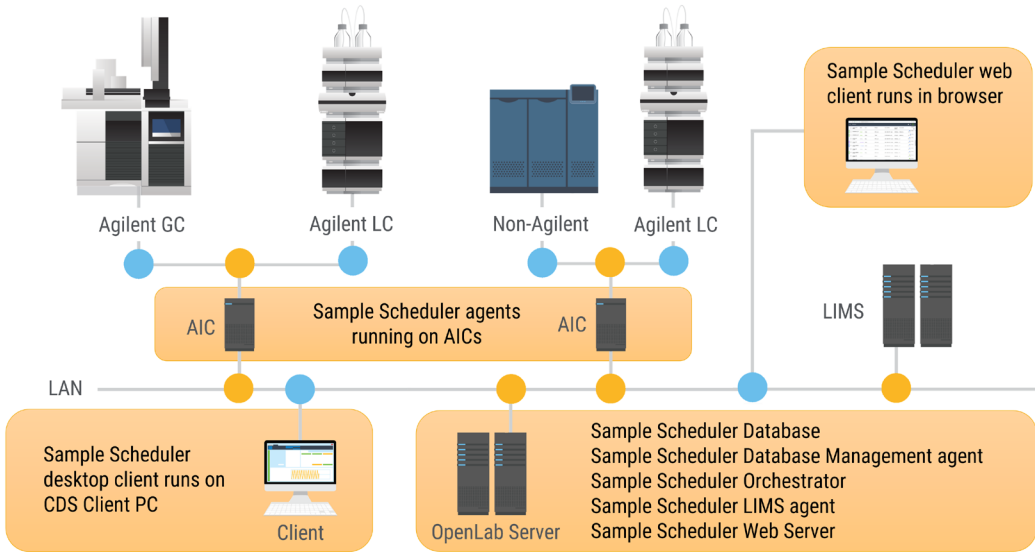 Sample Scheduler web
client runs in browser
Agilent GC
Agilent LC
Non-Agilent
Agilent LC
AIC
Sample Scheduler agents
running on AICs
AIC
LIMS
LAN
Sample Scheduler
desktop client runs on
CDS Client PC
Client
OpenLab Server
Sample Scheduler Database
Sample Scheduler Database Management agent
Sample Scheduler Orchestrator
Sample Scheduler LIMS agent
Sample Scheduler Web Server